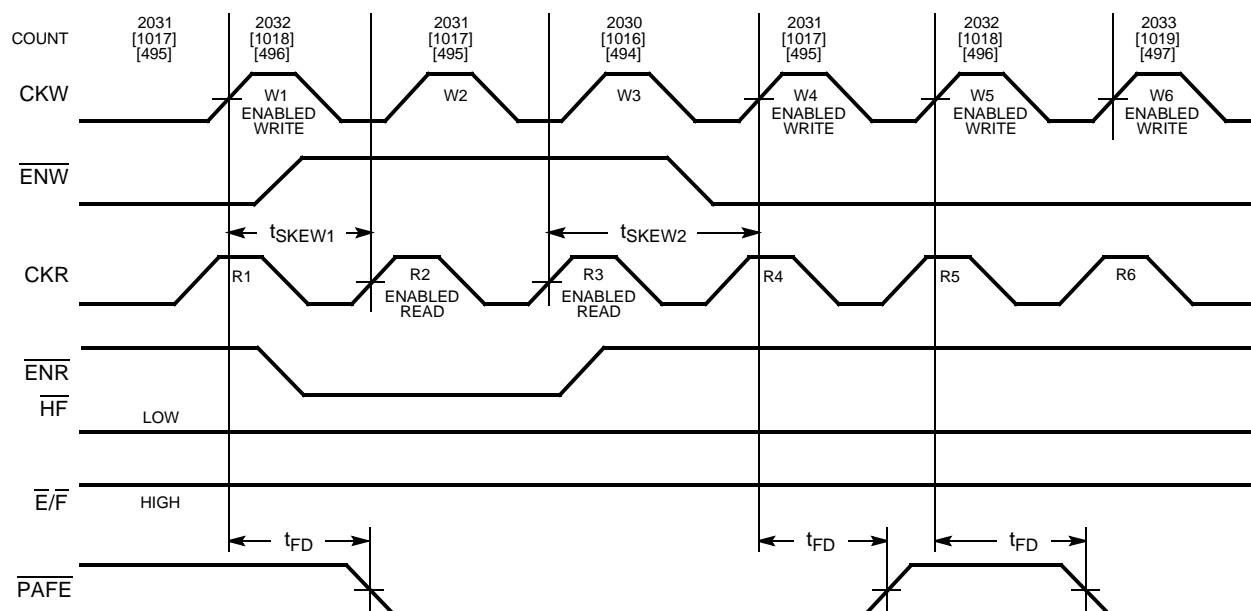 COUNT
2031 2032 2031 2030 2031 2032 2033
[1017] [1018] [1017] [1016] [1017] [1018] [1019]
[495] [496] [495] [494] [495] [496] [497]
CKW
W1 W2 W3 W4 W5 W6
ENABLED ENABLED ENABLED ENABLED
WRITE WRITE WRITE WRITE
ENW
tSKEW1 tSKEW2
CKR
R1 R2 R3 R4 R5 R6
ENABLED ENABLED
READ READ
ENR
HF
LOW
E/F
HIGH
tFD tFD tFD
PAFE